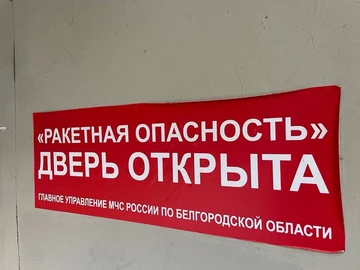 «РАКЕТНАЯ ОПАСНОСТЬ»
ДВЕРЬ ОТКРЫТА
ГЛАВНОЕ УПРАВЛЕНИЕ МЧС РОССИИ ПО БЕЛГОРОДСКОЙ ОБЛАСТИ